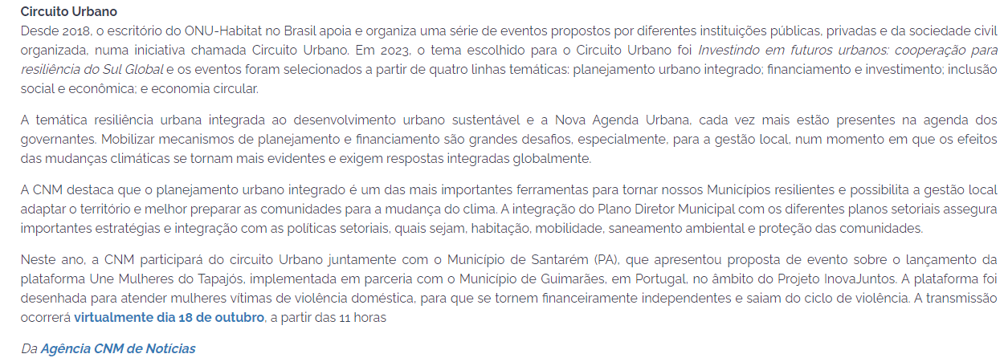 Circuito Urbano
Desde 2018, o escritório do ONU-Habitat no Brasil apoia e organiza uma série de eventos propostos por diferentes instituições públicas, privadas e da sociedade civil
organizada, numa iniciativa chamada Circuito Urbano. Em 2023, o tema escolhido para o Circuito Urbano foi Investindo em futuros urbanos: cooperação para
resiliência do Sul Global e os eventos foram selecionados a partir de quatro linhas temáticas: planejamento urbano integrado; financiamento e investimento; inclusão
social e econômica; e economia circular.
A temática resiliência urbana integrada ao desenvolvimento urbano sustentável e a Nova Agenda Urbana, cada vez mais estão presentes na agenda dos
governantes. Mobilizar mecanismos de planejamento e financiamento são grandes desafios, especialmente, para a gestão local, num momento em que os efeitos
das mudanças climáticas se tornam mais evidentes e exigem respostas integradas globalmente.
A CNM destaca que o planejamento urbano integrado é um das mais importantes ferramentas para tornar nossos Municípios resilientes e possibilita a gestão local
adaptar o território e melhor preparar as comunidades para a mudança do clima. A integração do Plano Diretor Municipal com os diferentes planos setoriais assegura
importantes estratégias e integração com as políticas setoriais, quais sejam, habitação, mobilidade, saneamento ambiental e proteção das comunidades.
Neste ano, a CNM participará do circuito Urbano juntamente com o Município de Santarém (PA), que apresentou proposta de evento sobre o lançamento da
plataforma Une Mulheres do Tapajós, implementada em parceria com o Município de Guimarães, em Portugal, no âmbito do Projeto InovaJuntos. A plataforma foi
desenhada para atender mulheres vítimas de violência doméstica, para que se tornem financeiramente independentes e saiam do ciclo de violência. A transmissão
ocorrerá virtualmente dia 18 de outubro, a partir das 11 horas
Da Agência CNM de Notícias